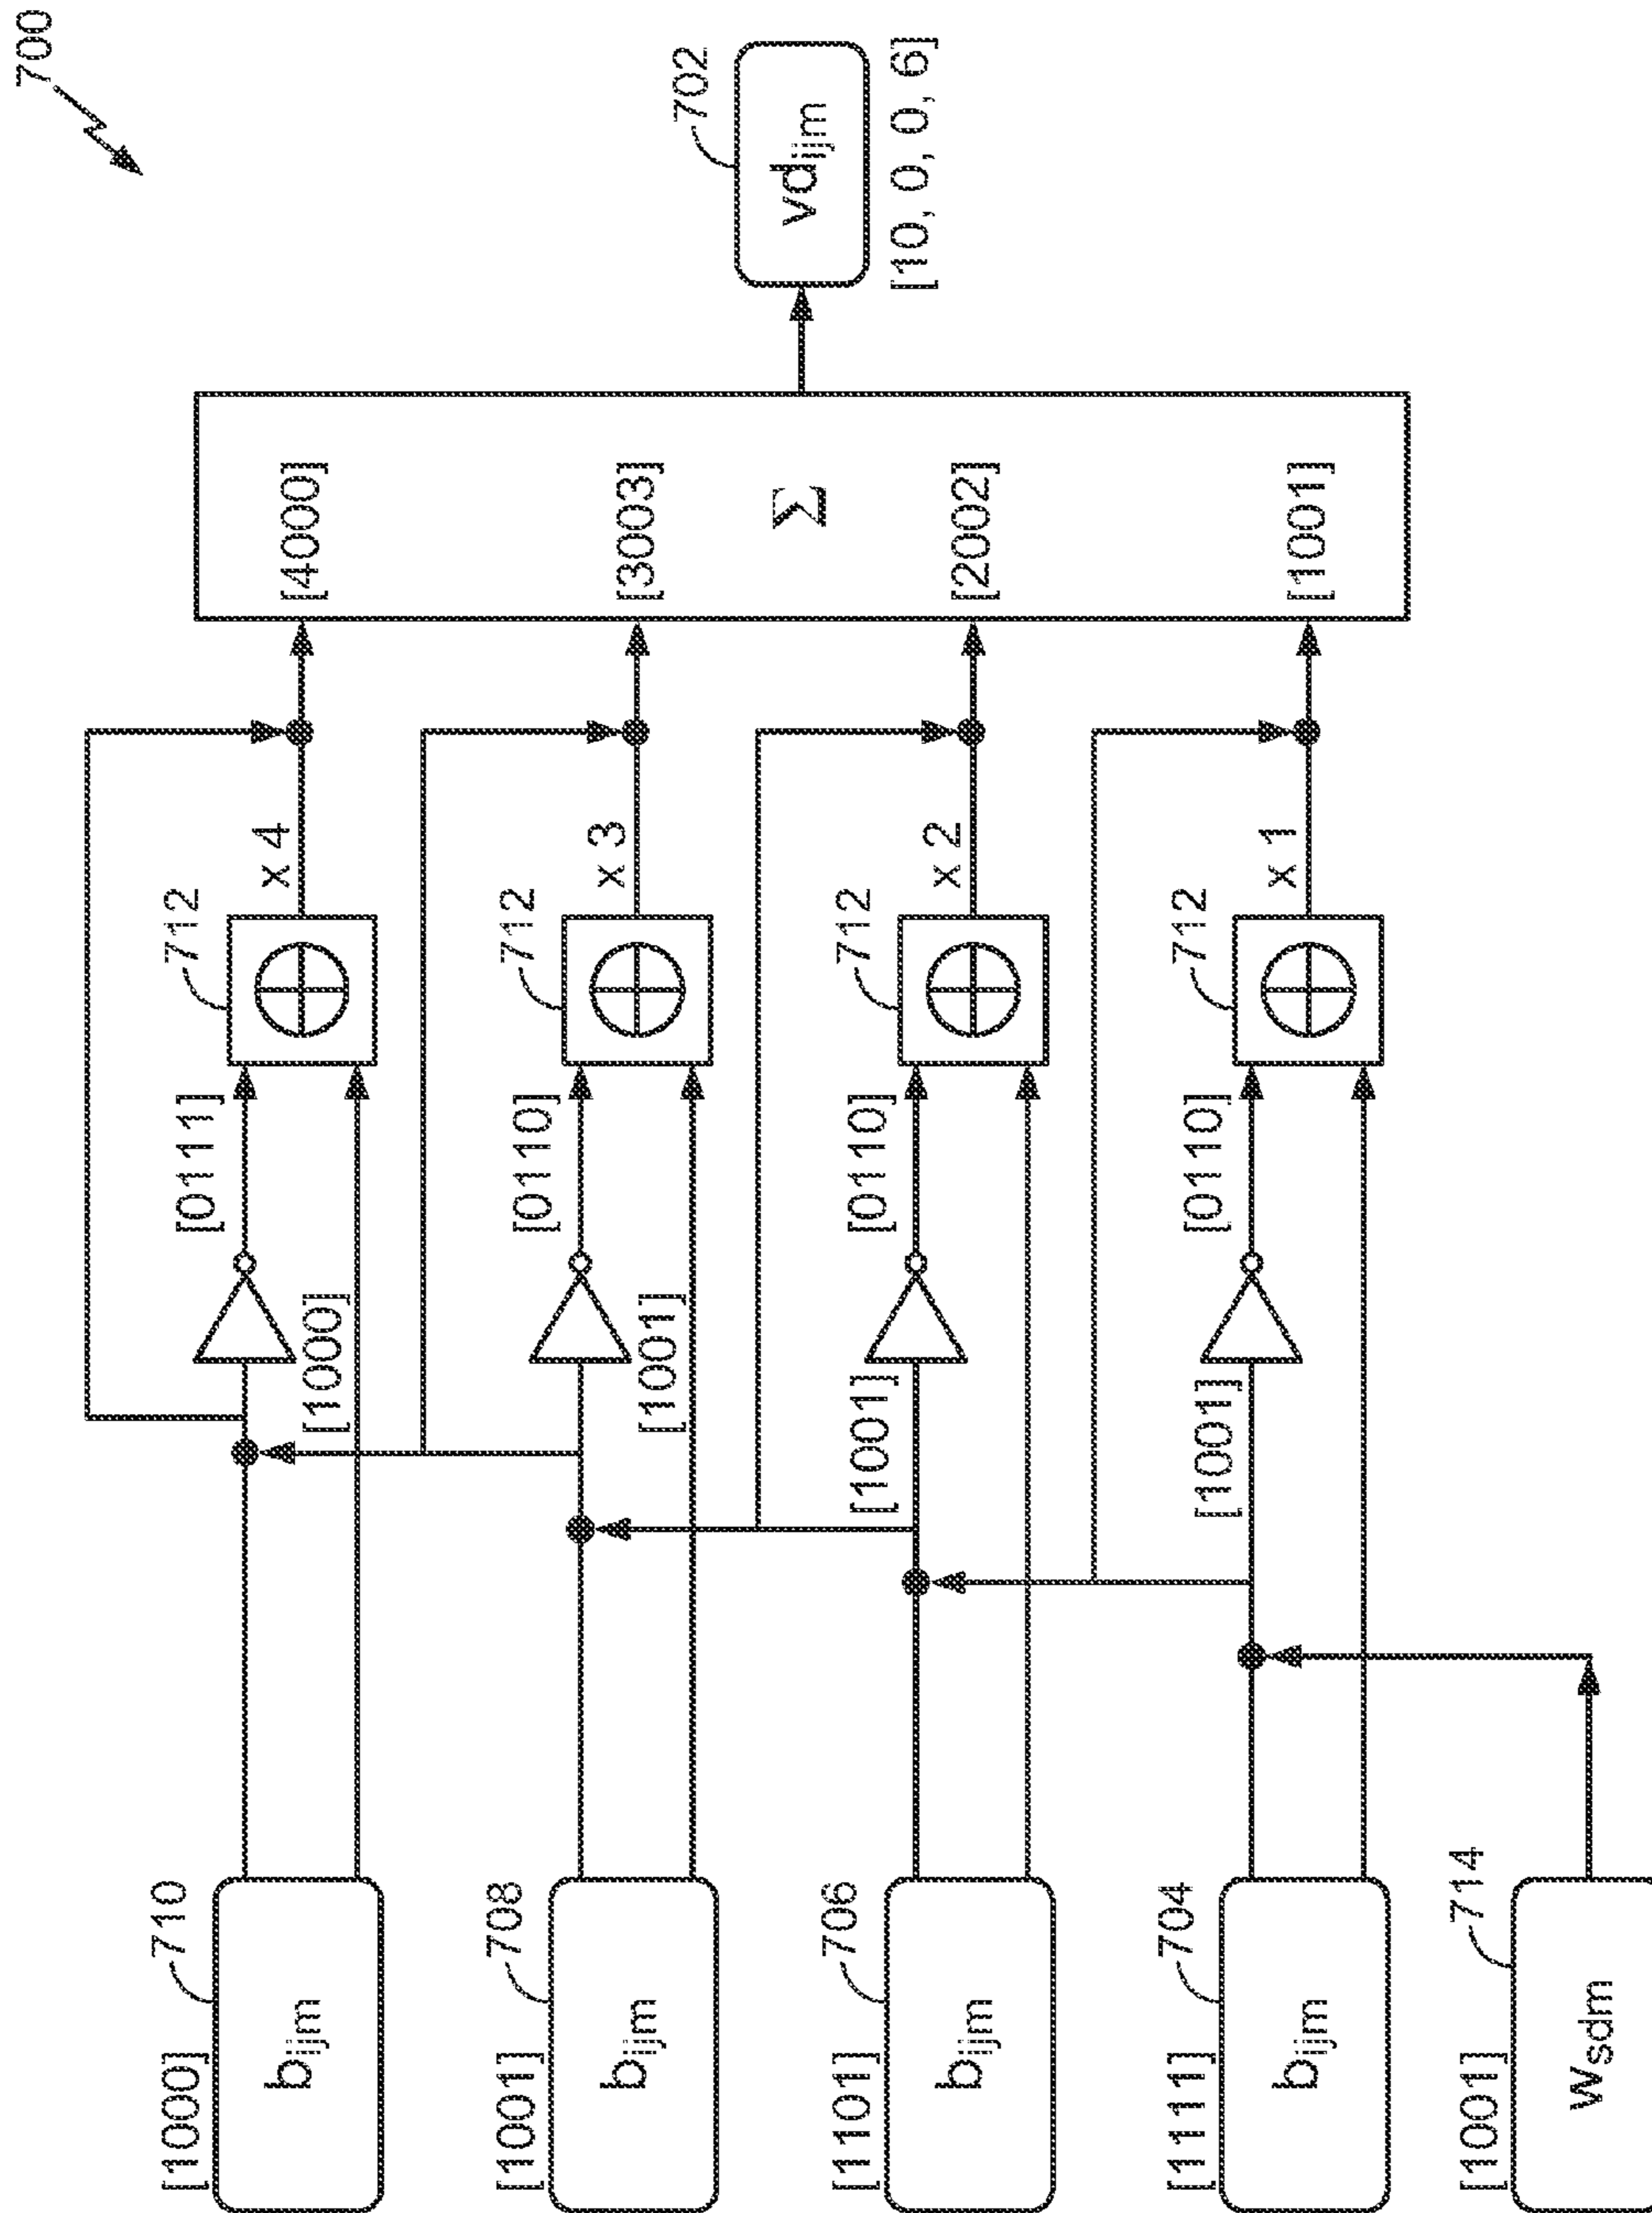 700
710
[1000]
b_ijm
[1000]
[0111]
712
x 4
[4000]
708
[1001]
b_ijm
[1001]
[0110]
712
x 3
[3003]
Σ
702
vd_ijm
[10, 0, 0, 6]
706
[1101]
b_ijm
[1001]
[0110]
712
x 2
[2002]
704
[1111]
b_ijm
[1001]
[0110]
712
x 1
[1001]
714
[1001]
w_sdm